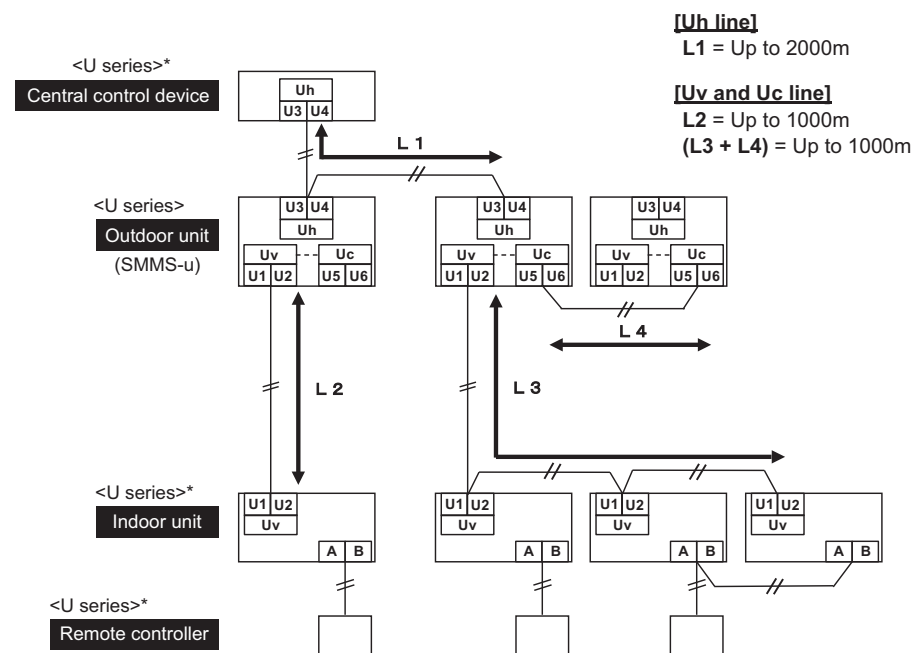 [Uh line]
L1 = Up to 2000m
[Uv and Uc line]
L2 = Up to 1000m
(L3 + L4) = Up to 1000m
<U series>*
Central control device
Uh
U3 U4
L 1
<U series>
Outdoor unit
(SMMS-u)
U3 U4
Uh
Uv Uc
U1 U2 U5 U6
U3 U4
Uh
Uv Uc
U1 U2 U5 U6
U3 U4
Uh
Uv Uc
U1 U2 U5 U6
L 4
L 2
L 3
<U series>*
Indoor unit
U1 U2
Uv
A B
U1 U2
Uv
A B
U1 U2
Uv
A B
U1 U2
Uv
A B
<U series>*
Remote controller